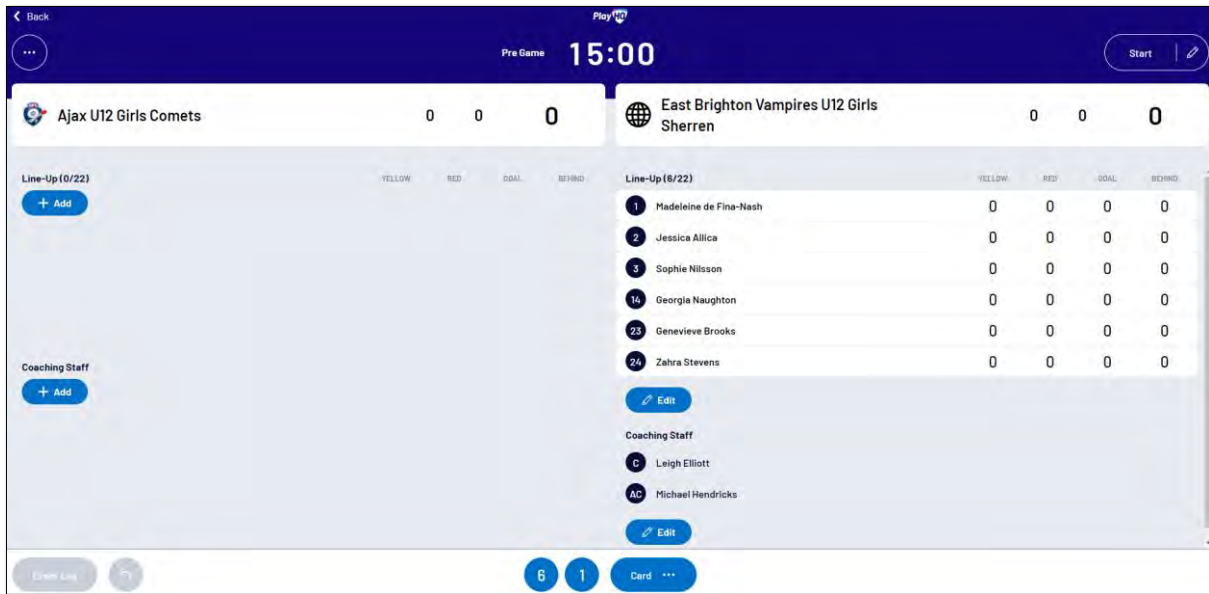 Back
PlayHQ
...
Pre Game 15:00
Start
Ajax U12 Girls Comets 0 0 0
East Brighton Vampires U12 Girls
Sherren 0 0 0
Line-Up (0/22) YELLOW RED GOAL BEHIND
+ Add
Coaching Staff
+ Add
Line-Up (6/22) YELLOW RED GOAL BEHIND
1 Madeleine de Fina-Nash 0 0 0 0
2 Jessica Allica 0 0 0 0
3 Sophie Nilsson 0 0 0 0
14 Georgia Naughton 0 0 0 0
23 Genevieve Brooks 0 0 0 0
24 Zahra Stevens 0 0 0 0
Edit
Coaching Staff
C Leigh Elliott
AC Michael Hendricks
Edit
Event Log
6 1 Card ...